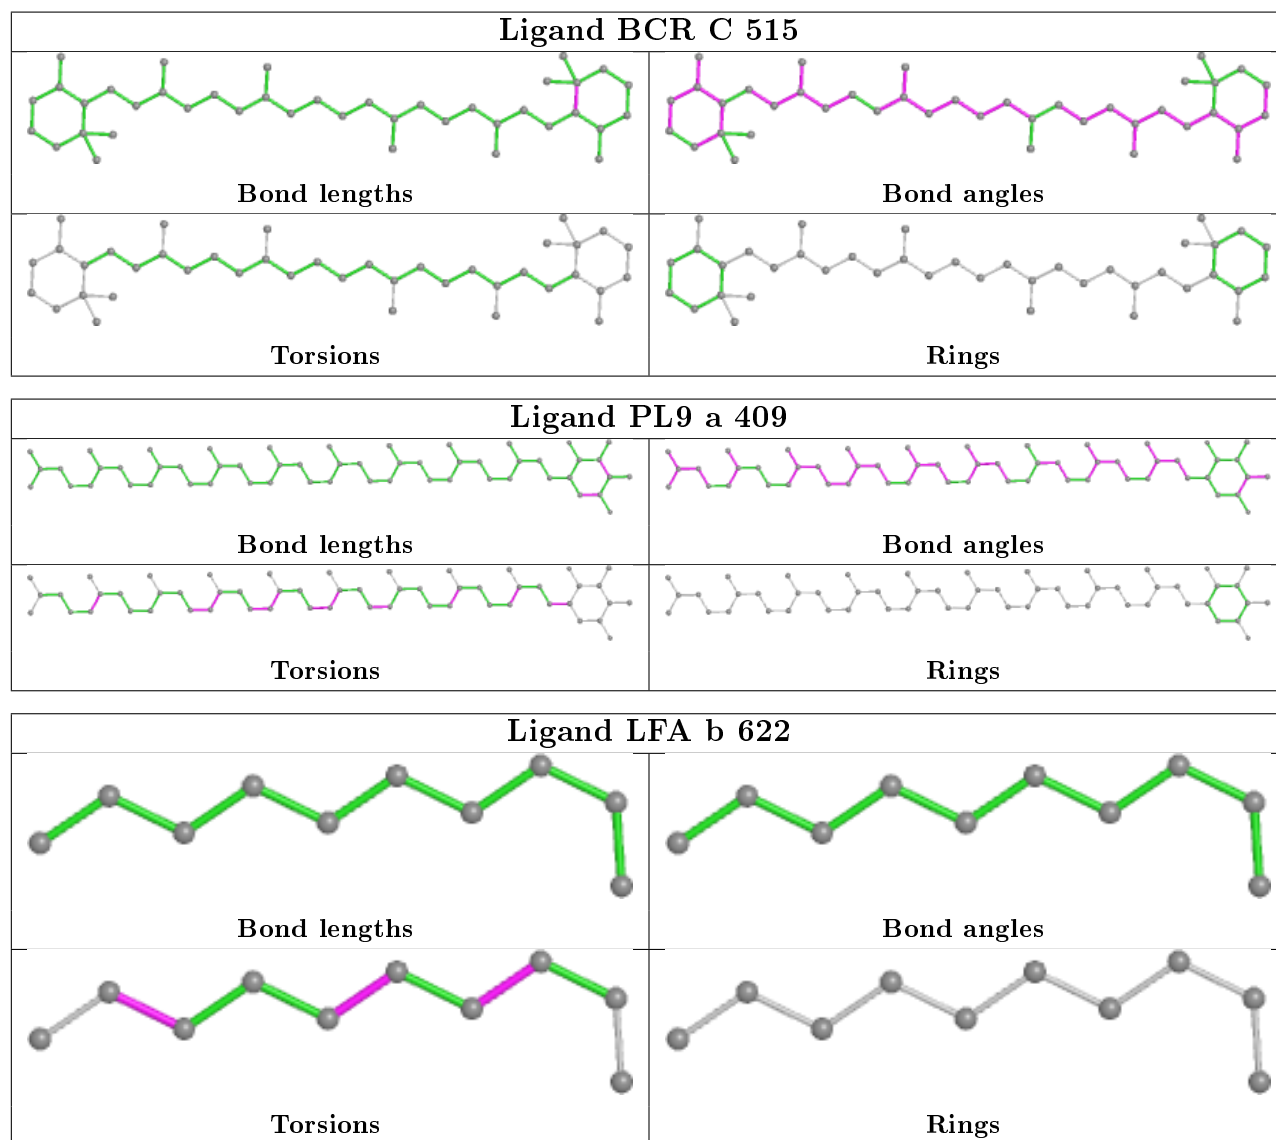 Ligand BCR C 515
Bond lengths
Bond angles
Torsions
Rings
Ligand PL9 a 409
Bond lengths
Bond angles
Torsions
Rings
Ligand LFA b 622
Bond lengths
Bond angles
Torsions
Rings